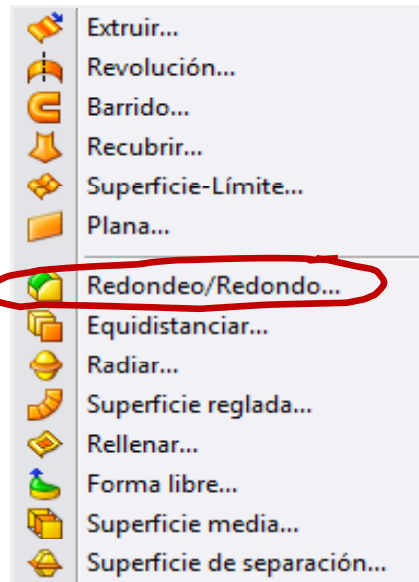 Extruir...
Revolución...
Barrido...
Recubrir...
Superficie-Límite...
Plana...
Redondeo/Redondo...
Equidistanciar...
Radiar...
Superficie reglada...
Rellenar...
Forma libre...
Superficie media...
Superficie de separación...